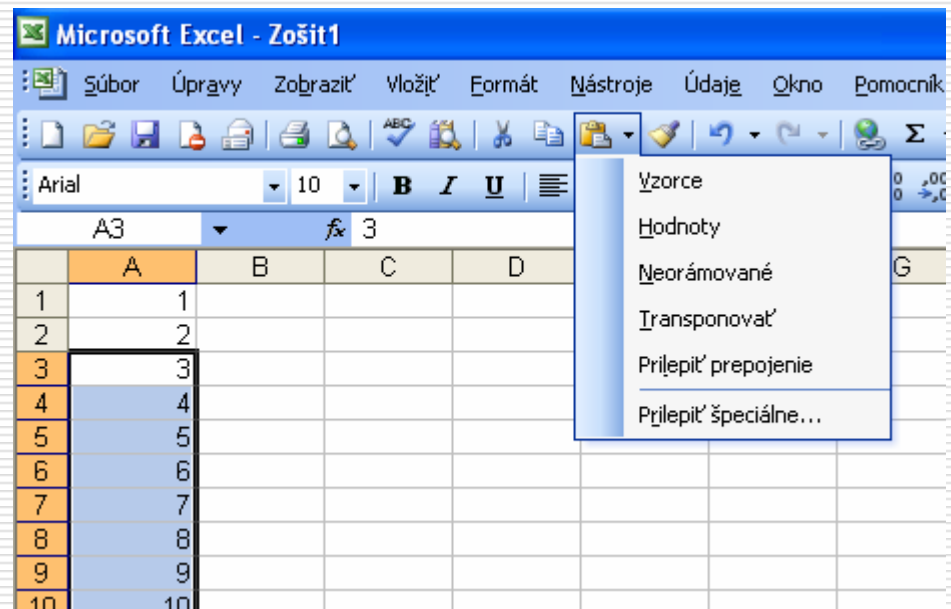 Microsoft Excel - Zošit1
Súbor Úpravy Zobraziť Vložiť Formát Nástroje Údaje Okno Pomocník
ABC Σ
Arial 10 B I U
A3 fx 3
A B C D G
1 1
2 2
3 3
4 4
5 5
6 6
7 7
8 8
9 9
10 10
Vzorce
Hodnoty
Neorámované
Transponovať
Prilepiť prepojenie
Prilepiť špeciálne...